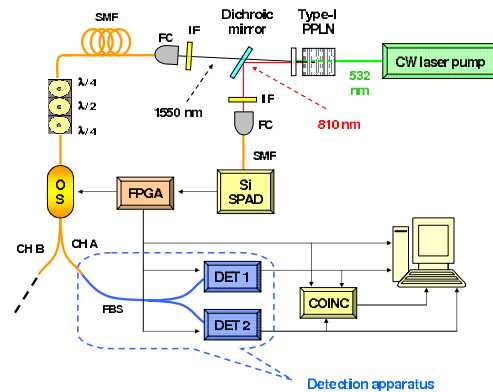 SMF
FC
IF
Dichroic
mirror
Type-I
PPLN
CW laser pump
532
nm
1550 nm
810 nm
IF
FC
SMF
λ/4
λ/2
λ/4
OS
FPGA
Si
SPAD
CH B
CH A
FBS
DET 1
DET 2
COINC
Detection apparatus